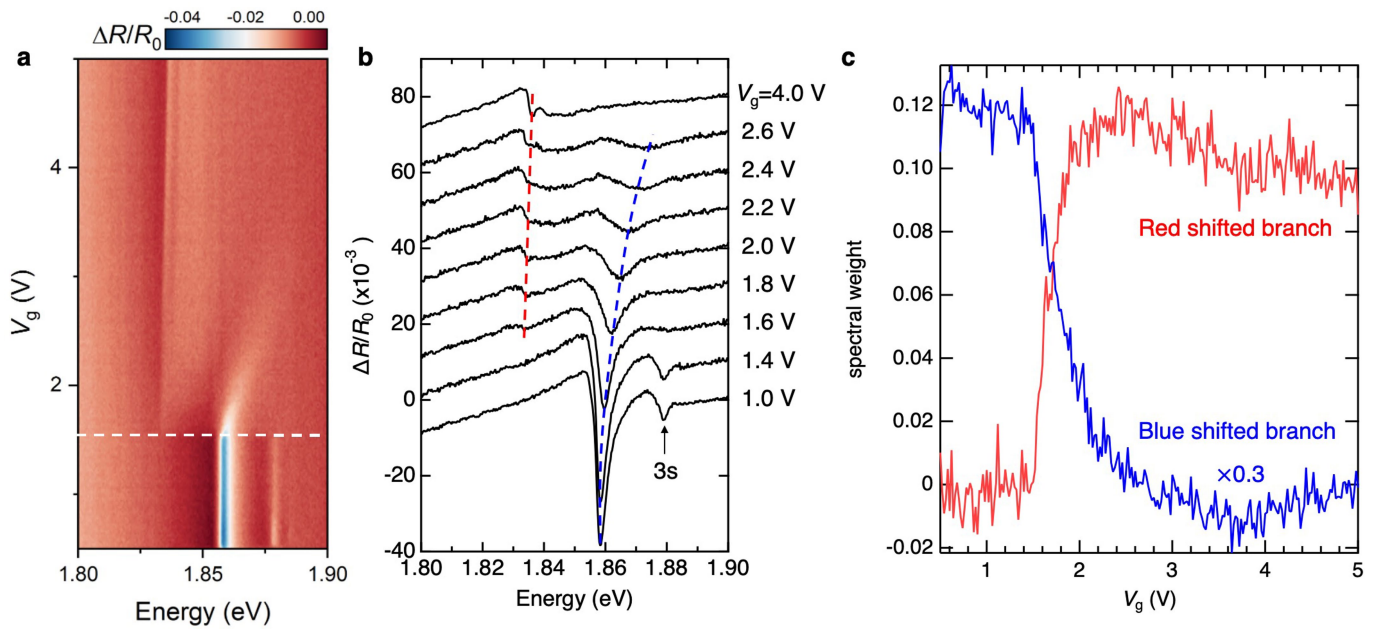 a
ΔR/R0
-0.04 -0.02 0.00
Vg (V)
4
2
1.80 1.85 1.90
Energy (eV)
b
ΔR/R0 (x10-3)
80
60
40
20
0
-20
-40
Vg=4.0 V
2.6 V
2.4 V
2.2 V
2.0 V
1.8 V
1.6 V
1.4 V
1.0 V
3s
1.80 1.82 1.84 1.86 1.88 1.90
Energy (eV)
c
spectral weight
0.12
0.10
0.08
0.06
0.04
0.02
0
-0.02
Red shifted branch
Blue shifted branch
×0.3
1 2 3 4 5
Vg (V)